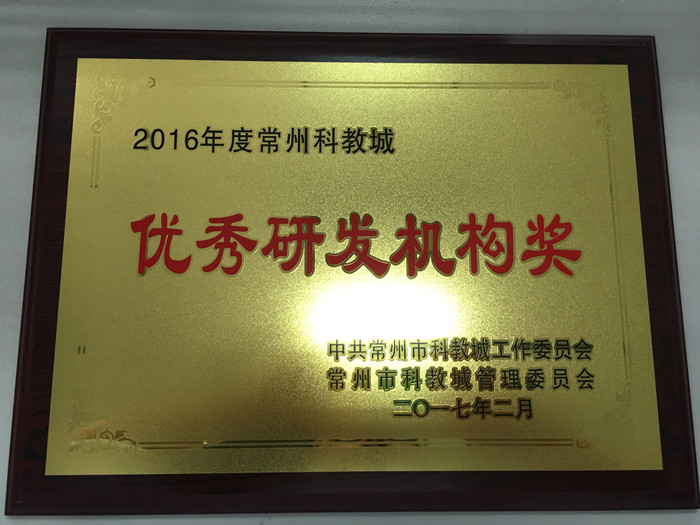 2016年度常州科教城
优秀研发机构奖
中共常州市科教城工作委员会
常州市科教城管理委员会
二〇一七年二月